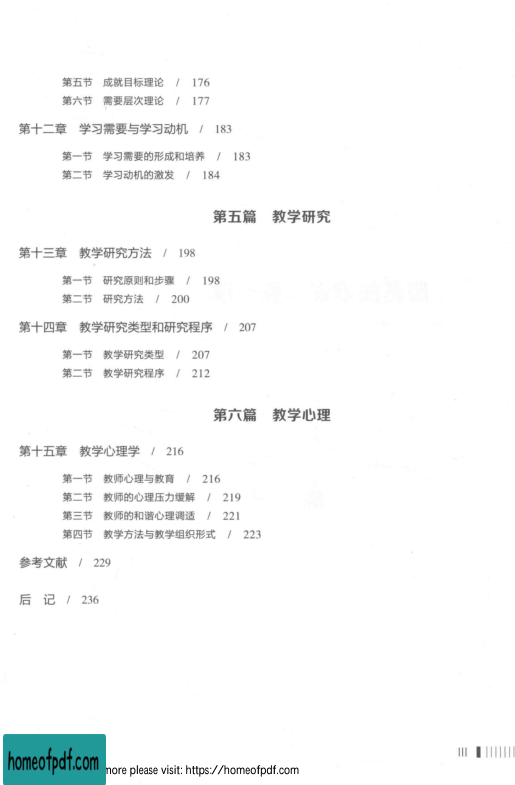 第五节 成就目标理论 / 176
第六节 需要层次理论 / 177
第十二章 学习需要与学习动机 / 183
第一节 学习需要的形成和培养 / 183
第二节 学习动机的激发 / 184
第五篇 教学研究
第十三章 教学研究方法 / 198
第一节 研究原则和步骤 / 198
第二节 研究方法 / 200
第十四章 教学研究类型和研究程序 / 207
第一节 教学研究类型 / 207
第二节 教学研究程序 / 212
第六篇 教学心理
第十五章 教学心理学 / 216
第一节 教师心理与教育 / 216
第二节 教师的心理压力缓解 / 219
第三节 教师的和谐心理调适 / 221
第四节 教学方法与教学组织形式 / 223
参考文献 / 229
后 记 / 236
III
homeofpdf.com
more please visit: https://homeofpdf.com